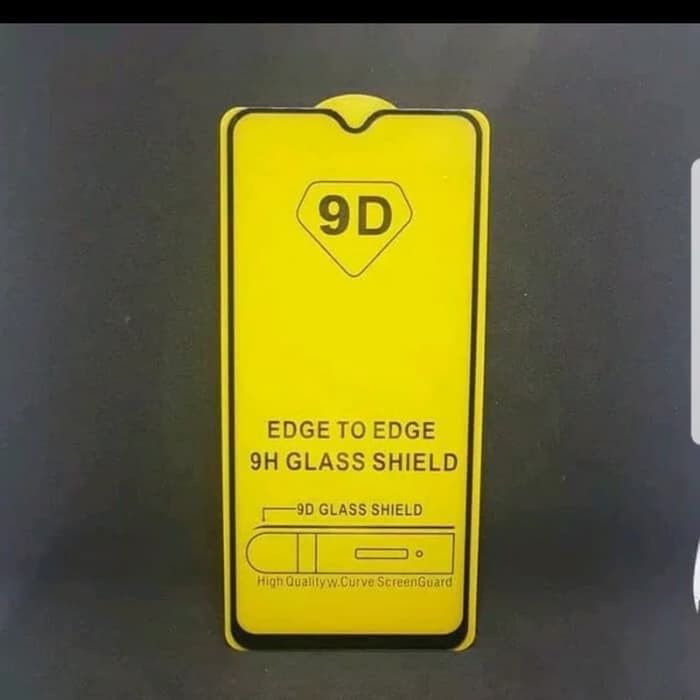 9D
EDGE TO EDGE
9H GLASS SHIELD
9D GLASS SHIELD
High Quality w.Curve ScreenGuard